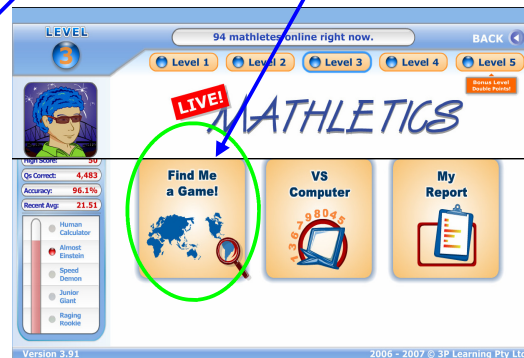 LEVEL
3
94 mathletes online right now.
BACK
Level 1
Level 2
Level 3
Level 4
Level 5
Bonus Level
Double Points!
LIVE!
MATHLETICS
High Score: 50
Qs Correct: 4,483
Accuracy: 96.1%
Recent Avg: 21.51
Human
Calculator
Almost
Einstein
Speed
Demon
Junior
Giant
Raging
Rookie
Find Me
a Game!
VS
Computer
My
Report
Version 3.91
2006 - 2007 © 3P Learning Pty Ltd